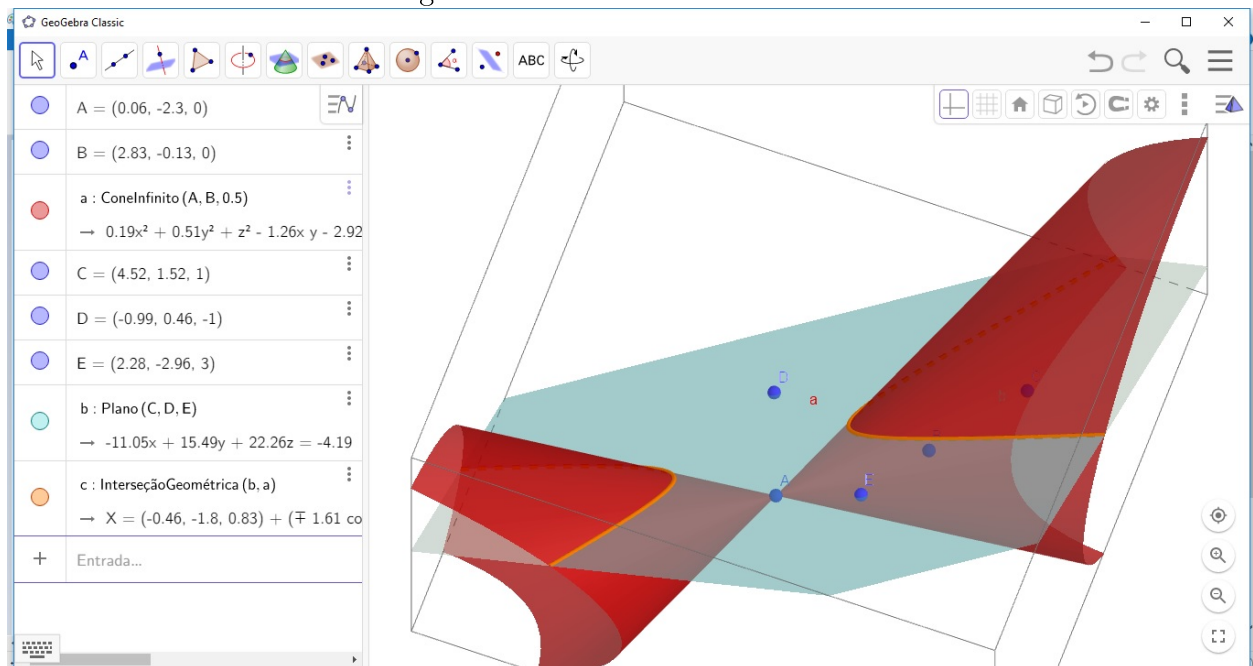 GeoGebra Classic
ABC
A = (0.06, -2.3, 0)
B = (2.83, -0.13, 0)
a : ConeInfinito (A, B, 0.5)
→ 0.19x² + 0.51y² + z² - 1.26x y - 2.92
C = (4.52, 1.52, 1)
D = (-0.99, 0.46, -1)
E = (2.28, -2.96, 3)
b : Plano (C, D, E)
→ -11.05x + 15.49y + 22.26z = -4.19
c : InterseçãoGeométrica (b, a)
→ X = (-0.46, -1.8, 0.83) + (∓ 1.61 co
Entrada...
D
a
A
E